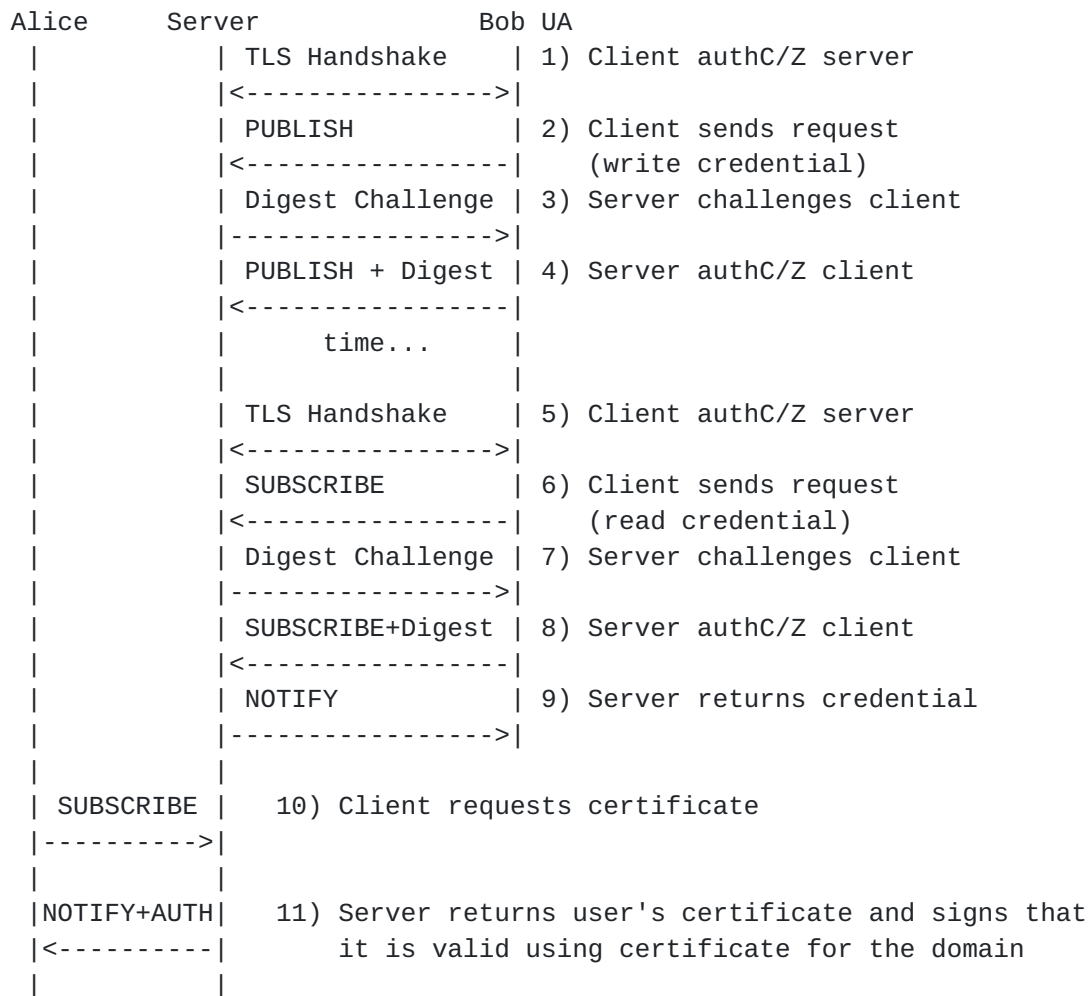 Alice     Server              Bob UA
 |           | TLS Handshake    | 1) Client authC/Z server
 |           |<---------------->|
 |           | PUBLISH          | 2) Client sends request
 |           |<-----------------|    (write credential)
 |           | Digest Challenge | 3) Server challenges client
 |           |----------------->|
 |           | PUBLISH + Digest | 4) Server authC/Z client
 |           |<-----------------|
 |           |      time...     |
 |           |                  |
 |           | TLS Handshake    | 5) Client authC/Z server
 |           |<---------------->|
 |           | SUBSCRIBE        | 6) Client sends request
 |           |<-----------------|    (read credential)
 |           | Digest Challenge | 7) Server challenges client
 |           |----------------->|
 |           | SUBSCRIBE+Digest | 8) Server authC/Z client
 |           |<-----------------|
 |           | NOTIFY           | 9) Server returns credential
 |           |----------------->|
 |           |
 | SUBSCRIBE |   10) Client requests certificate
 |---------->|
 |           |
 |NOTIFY+AUTH|   11) Server returns user's certificate and signs that
 |<----------|       it is valid using certificate for the domain
 |           |